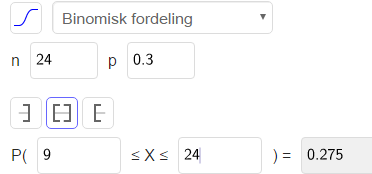 Binomisk fordeling
n 24 p 0.3
P( 9 ≤ X ≤ 24 ) = 0.275